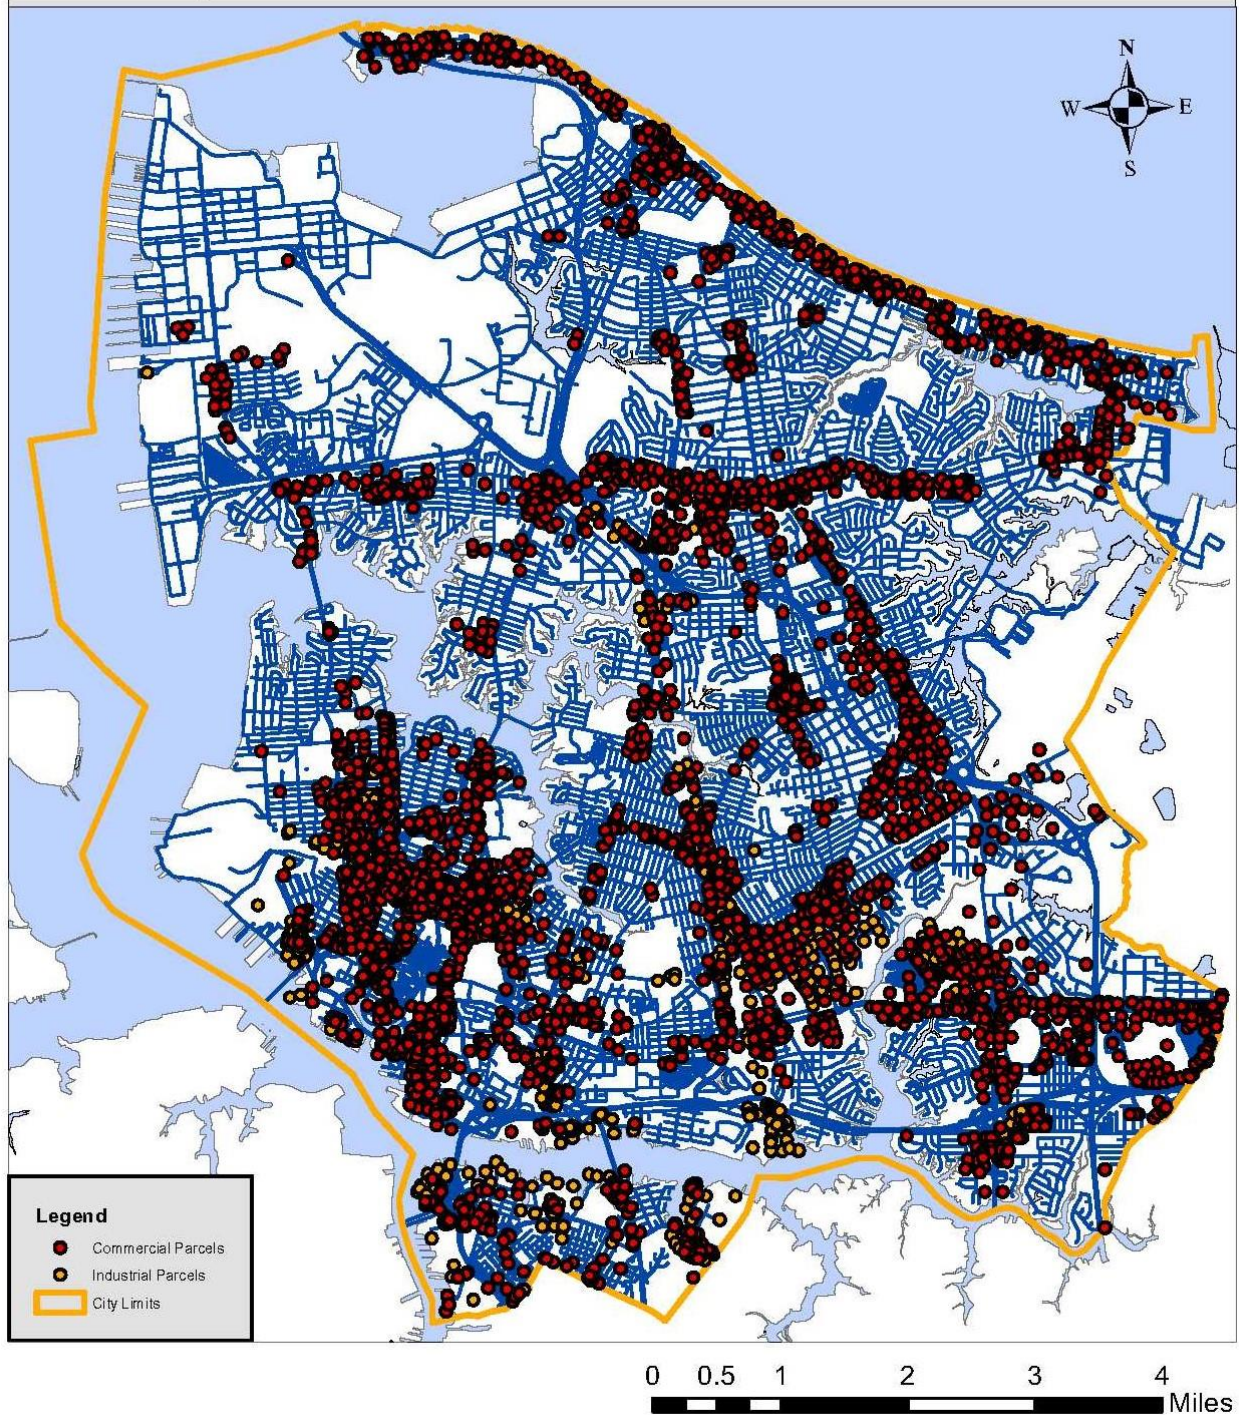 N
W E
S
Legend
Commercial Parcels
Industrial Parcels
City Limits
0 0.5 1 2 3 4
Miles